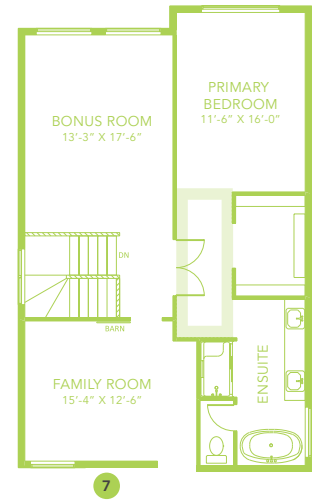 PRIMARY
BEDROOM
11'-6" X 16'-0"
BONUS ROOM
13'-3" X 17'-6"
DN
BARN
ENSUITE
FAMILY ROOM
15'-4" X 12'-6"
7